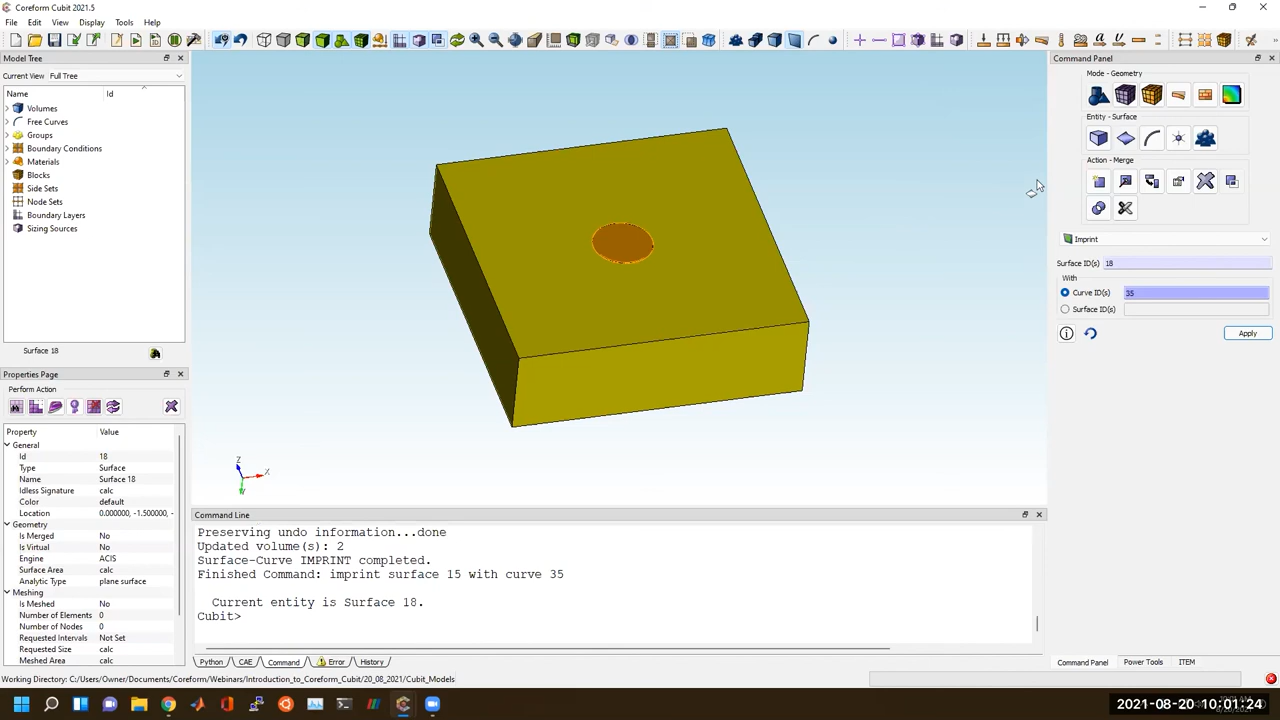 Coreform Cubit 2021.5
File Edit View Display Tools Help
Model Tree
Current View Full Tree
Name Id
Volumes
Free Curves
Groups
Boundary Conditions
Materials
Blocks
Side Sets
Node Sets
Boundary Layers
Sizing Sources
Surface 18
Properties Page
Perform Action
Property Value
General
Id 18
Type Surface
Name Surface 18
Idless Signature calc
Color default
Location 0.000000, -1.500000, -
Geometry
Is Merged No
Is Virtual No
Engine ACIS
Surface Area calc
Analytic Type plane surface
Meshing
Is Meshed No
Number of Elements 0
Number of Nodes 0
Requested Intervals Not Set
Requested Size calc
Meshed Area calc
Z
X
Y
Command Line
Preserving undo information...done
Updated volume(s): 2
Surface-Curve IMPRINT completed.
Finished Command: imprint surface 15 with curve 35
Current entity is Surface 18.
Cubit>
Python CAE Command Error History
Command Panel
Mode - Geometry
Entity - Surface
Action - Merge
Imprint
Surface ID(s) 18
With
Curve ID(s) 35
Surface ID(s)
Apply
Command Panel Power Tools ITEM
Working Directory: C:/Users/Owner/Documents/Coreform/Webinars/Introduction_to_Coreform_Cubit/20_08_2021/Cubit_Models
2021-08-20 10:01:24